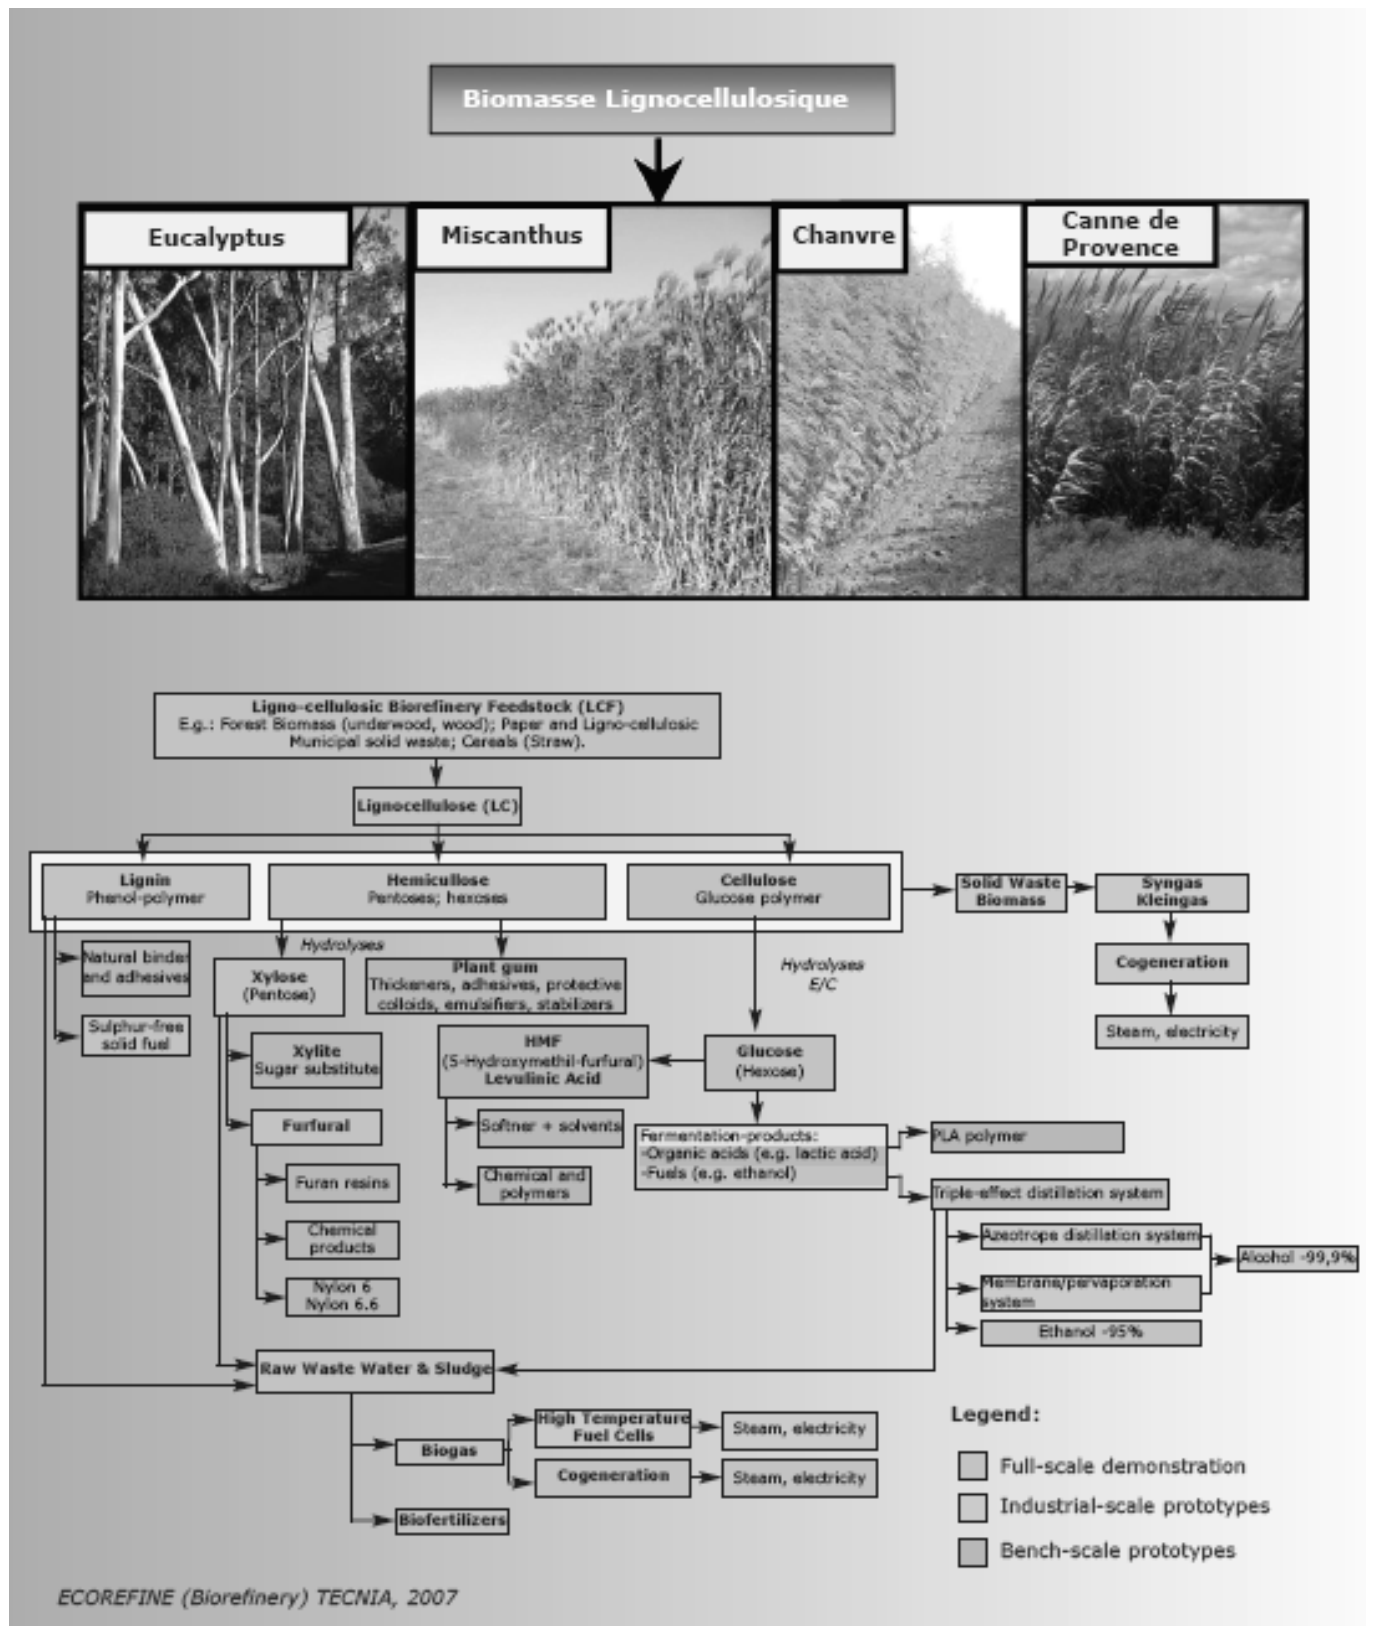 Biomasse Lignocellulosique
Eucalyptus
Miscanthus
Chanvre
Canne de
Provence
Ligno-cellulosic Biorefinery Feedstock (LCF)
E.g.: Forest Biomass (underwood, wood); Paper and Ligno-cellulosic
Municipal solid waste; Cereals (Straw).
Lignocellulose (LC)
Lignin
Phenol-polymer
Hemicullose
Pentoses; hexoses
Cellulose
Glucose polymer
Solid Waste
Biomass
Syngas
Kleingas
Cogeneration
Steam, electricity
Natural binder
and adhesives
Sulphur-free
solid fuel
Hydrolyses
Xylose
(Pentose)
Plant gum
Thickeners, adhesives, protective
colloids, emulsifiers, stabilizers
Hydrolyses
E/C
Xylite
Sugar substitute
HMF
(5-Hydroxymethil-furfural)
Levulinic Acid
Glucose
(Hexose)
Furfural
Softner + solvents
Chemical and
polymers
Fermentation-products:
-Organic acids (e.g. lactic acid)
-Fuels (e.g. ethanol)
PLA polymer
Triple-effect distillation system
Furan resins
Chemical
products
Nylon 6
Nylon 6.6
Azeotrope distillation system
Membrane/pervaporation
system
Alcohol -99,9%
Ethanol -95%
Raw Waste Water & Sludge
Biogas
High Temperature
Fuel Cells
Steam, electricity
Cogeneration
Steam, electricity
Biofertilizers
Legend:
Full-scale demonstration
Industrial-scale prototypes
Bench-scale prototypes
ECOREFINE (Biorefinery) TECNIA, 2007